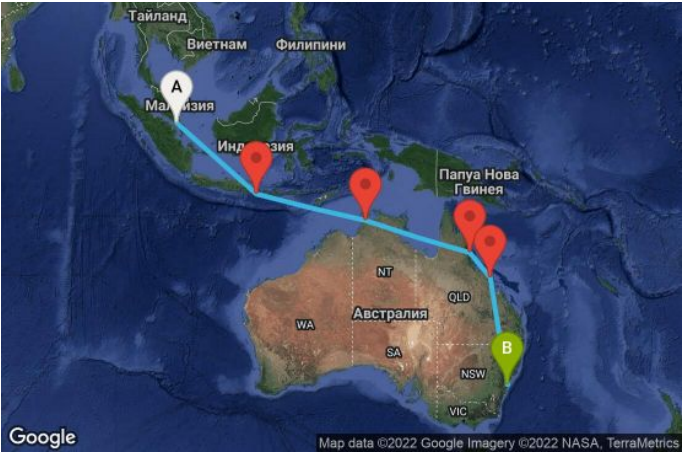 Тайланд
Виетнам
Филипини
A
Малайзия
Индонезия
Папуа Нова
Гвинея
NT
QLD
Австралия
WA
SA
B
NSW
VIC
Google
Map data ©2022 Google Imagery ©2022 NASA, TerraMetrics